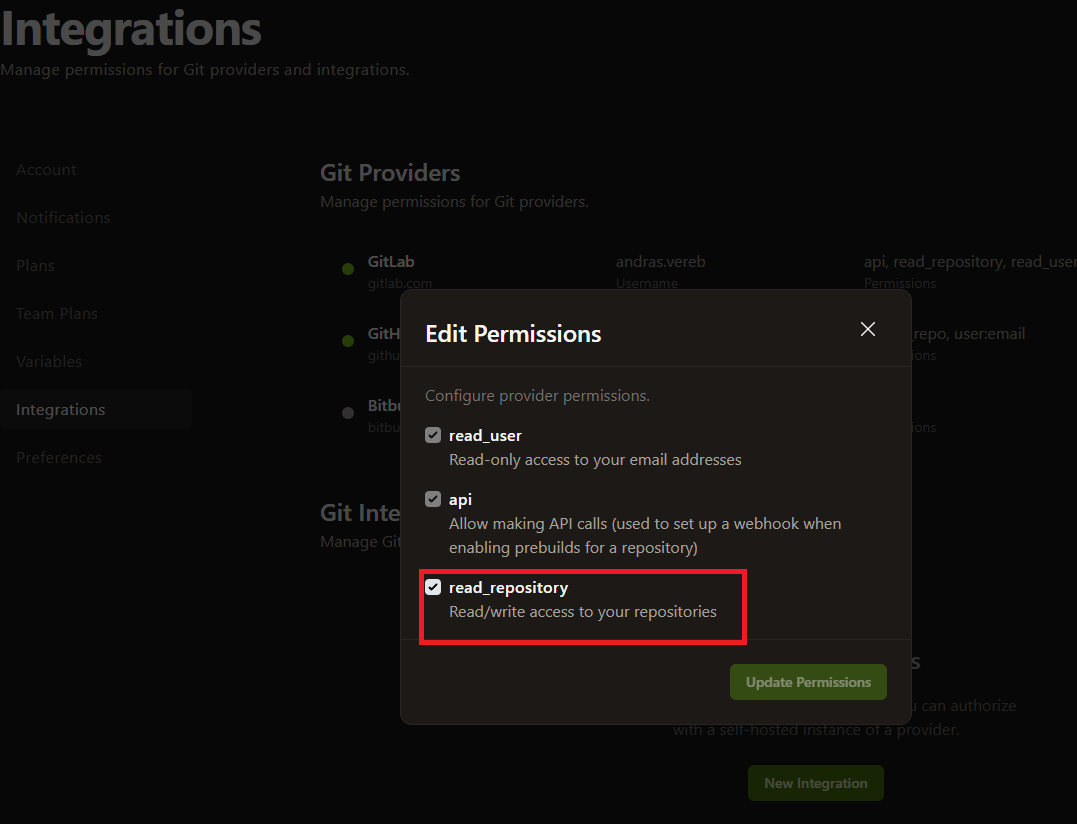 Integrations
Manage permissions for Git providers and integrations.
Account
Notifications
Plans
Team Plans
Variables
Integrations
Preferences
Git Providers
Manage permissions for Git providers.
GitLab
andras.vereb
api, read_repository, read_user
gitlab.com
Username
Permissions
GitH
_repo, user:email
githu
ons
Bitbu
bitbu
ons
Git Inte
Manage Git
Edit Permissions
Configure provider permissions.
read_user
Read-only access to your email addresses
api
Allow making API calls (used to set up a webhook when
enabling prebuilds for a repository)
read_repository
Read/write access to your repositories
Update Permissions
s
u can authorize
with a self-hosted instance of a provider.
New Integration